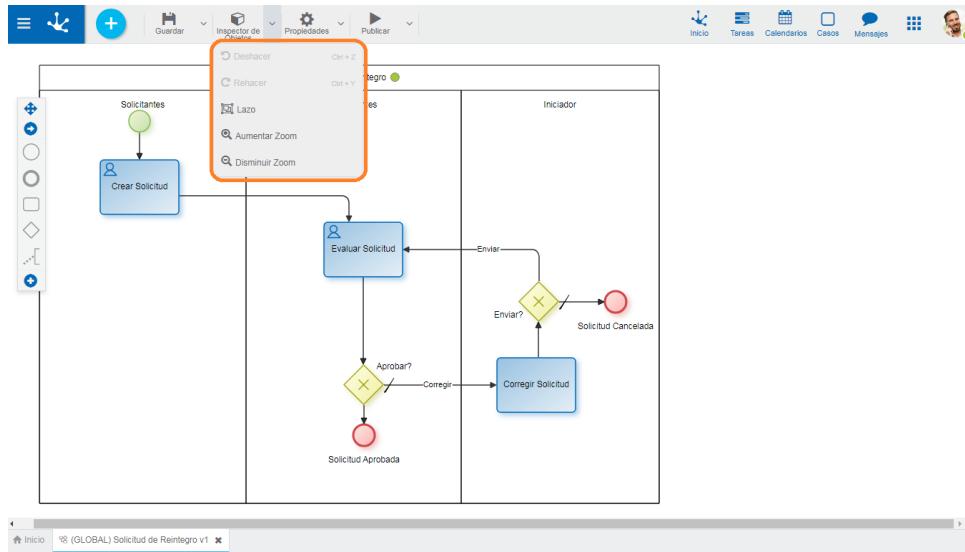 Guardar
Inspector de
Objetos
Propiedades
Publicar
Inicio
Tareas
Calendarios
Casos
Mensajes
Deshacer Ctrl + Z
Rehacer Ctrl + Y
Lazo
Aumentar Zoom
Disminuir Zoom
tegro
Solicitantes
es
Iniciador
Crear Solicitud
Evaluar Solicitud
Enviar
Enviar?
Solicitud Cancelada
Aprobar?
Corregir
Corregir Solicitud
Solicitud Aprobada
Inicio
(GLOBAL) Solicitud de Reintegro v1